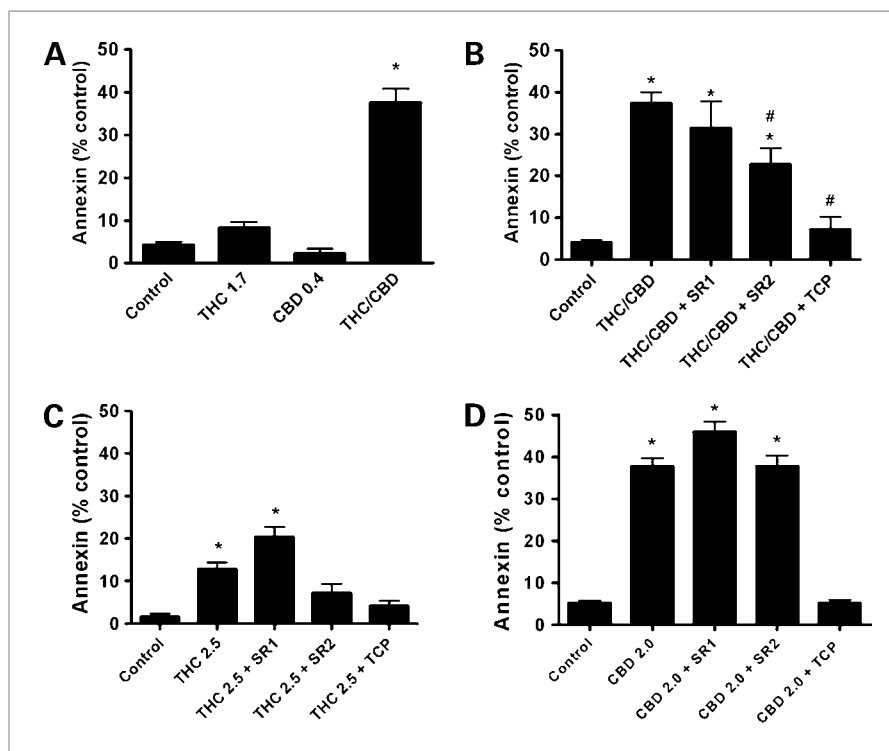 A
Annexin (% control)
50
40
30
20
10
0
*
Control
THC 1.7
CBD 0.4
THC/CBD
B
Annexin (% control)
50
40
30
20
10
0
*
*
#
*
#
Control
THC/CBD
THC/CBD + SR1
THC/CBD + SR2
THC/CBD + TCP
C
Annexin (% control)
50
40
30
20
10
0
*
*
Control
THC 2.5
THC 2.5 + SR1
THC 2.5 + SR2
THC 2.5 + TCP
D
Annexin (% control)
50
40
30
20
10
0
*
*
*
Control
CBD 2.0
CBD 2.0 + SR1
CBD 2.0 + SR2
CBD 2.0 + TCP